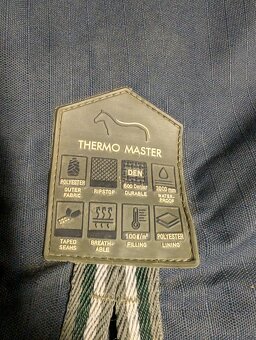 THERMO MASTER
POLYESTER OUTER FABRIC
RIPSTOP
DEN 600 Denier DURABLE
3000 mm WATER PROOF
TAPED SEAMS
BREATH-ABLE
100 g/m² FILLING
POLYESTER LINING